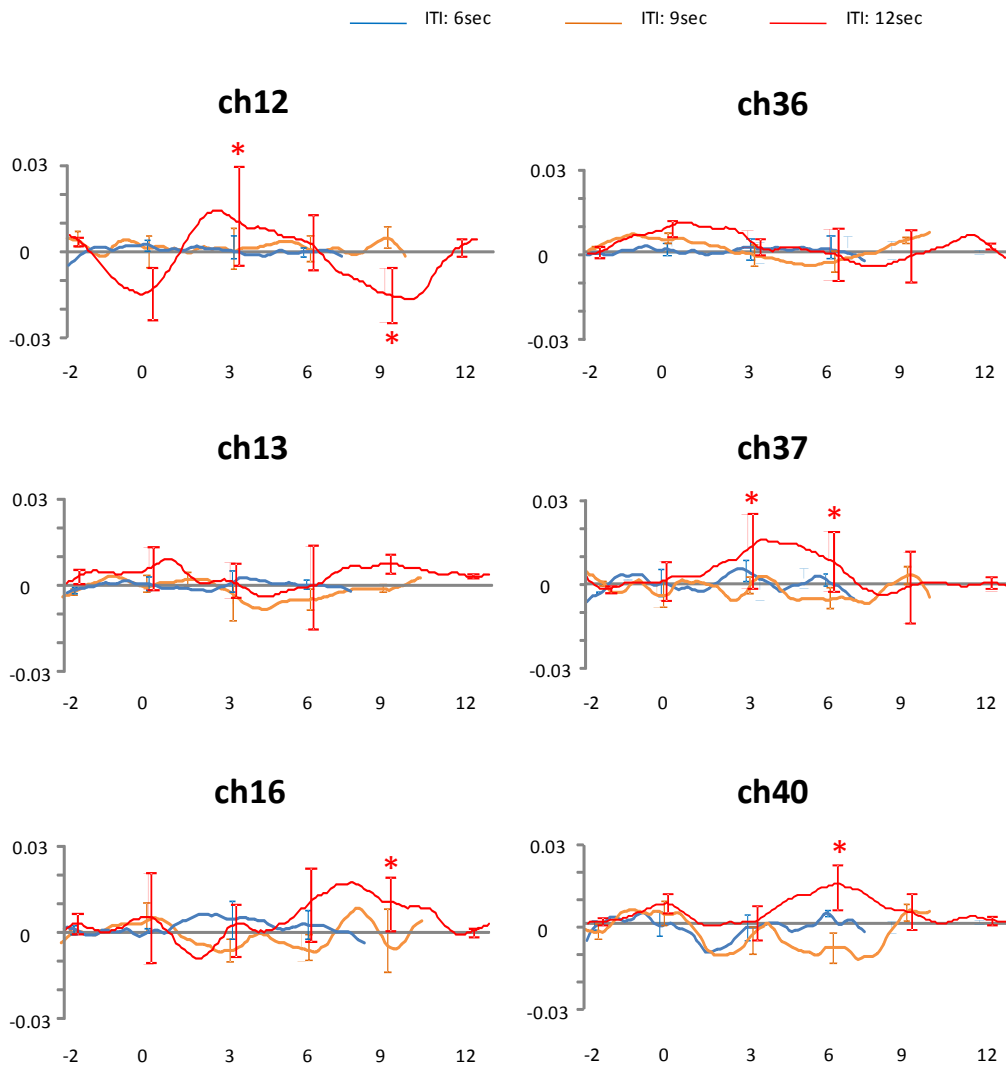 ITI: 6sec ITI: 9sec ITI: 12sec
ch12 ch36
* 
0.03 0.03
0 0
*
-0.03 -0.03
-2 0 3 6 9 12 -2 0 3 6 9 12
ch13 ch37
0.03 * * 0.03
0 0
-0.03 -0.03
-2 0 3 6 9 12 -2 0 3 6 9 12
ch16 ch40
0.03 * 0.03 *
0 0
-0.03 -0.03
-2 0 3 6 9 12 -2 0 3 6 9 12